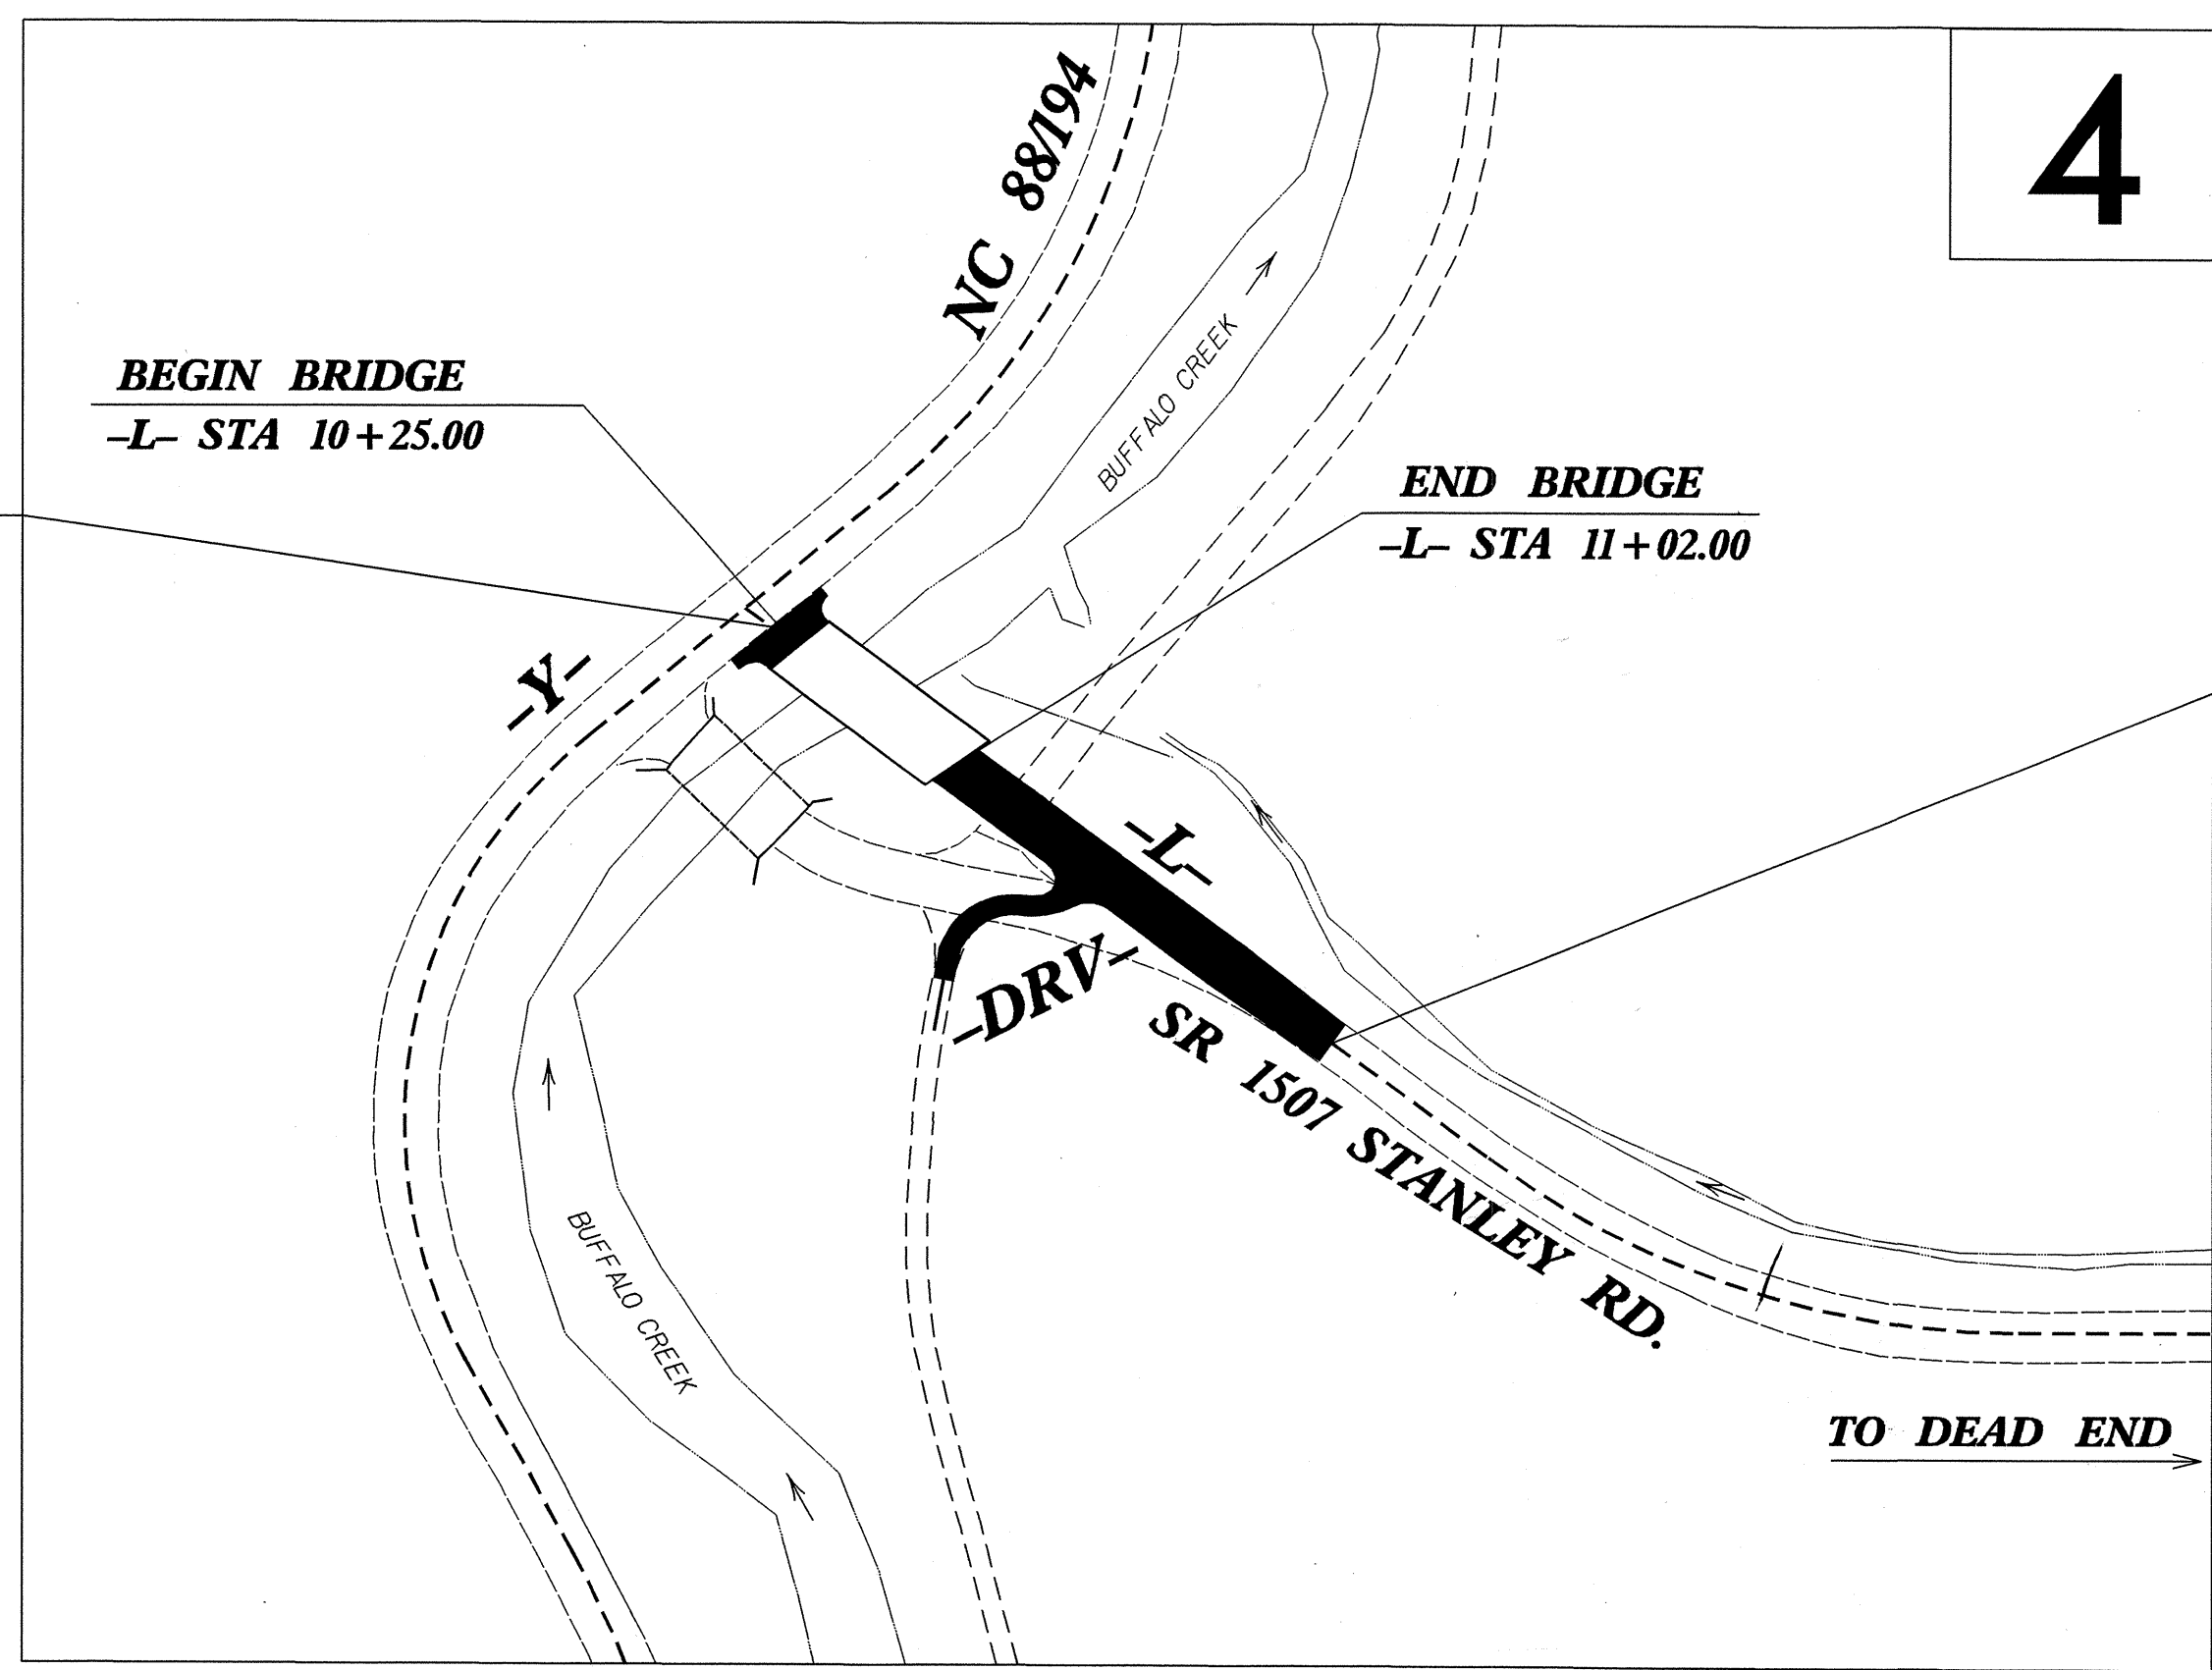 4
NC 88/194
BUFFALO CREEK
BEGIN BRIDGE
-L- STA 10+25.00
END BRIDGE
-L- STA 11+02.00
-Y-
-L-
-DRV-
SR 1507 STANLEY RD.
BUFFALO CREEK
TO DEAD END